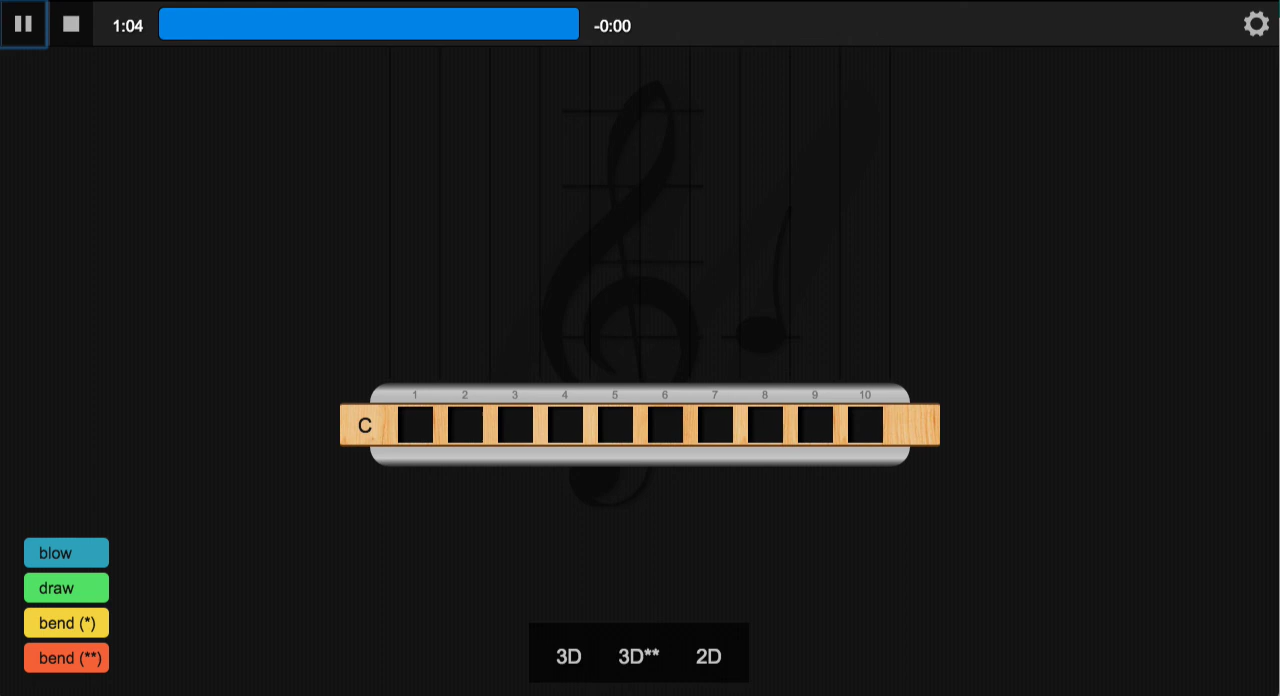 1:04 -0:00
1 2 3 4 5 6 7 8 9 10
C
blow
draw
bend (*)
bend (**)
3D 3D** 2D